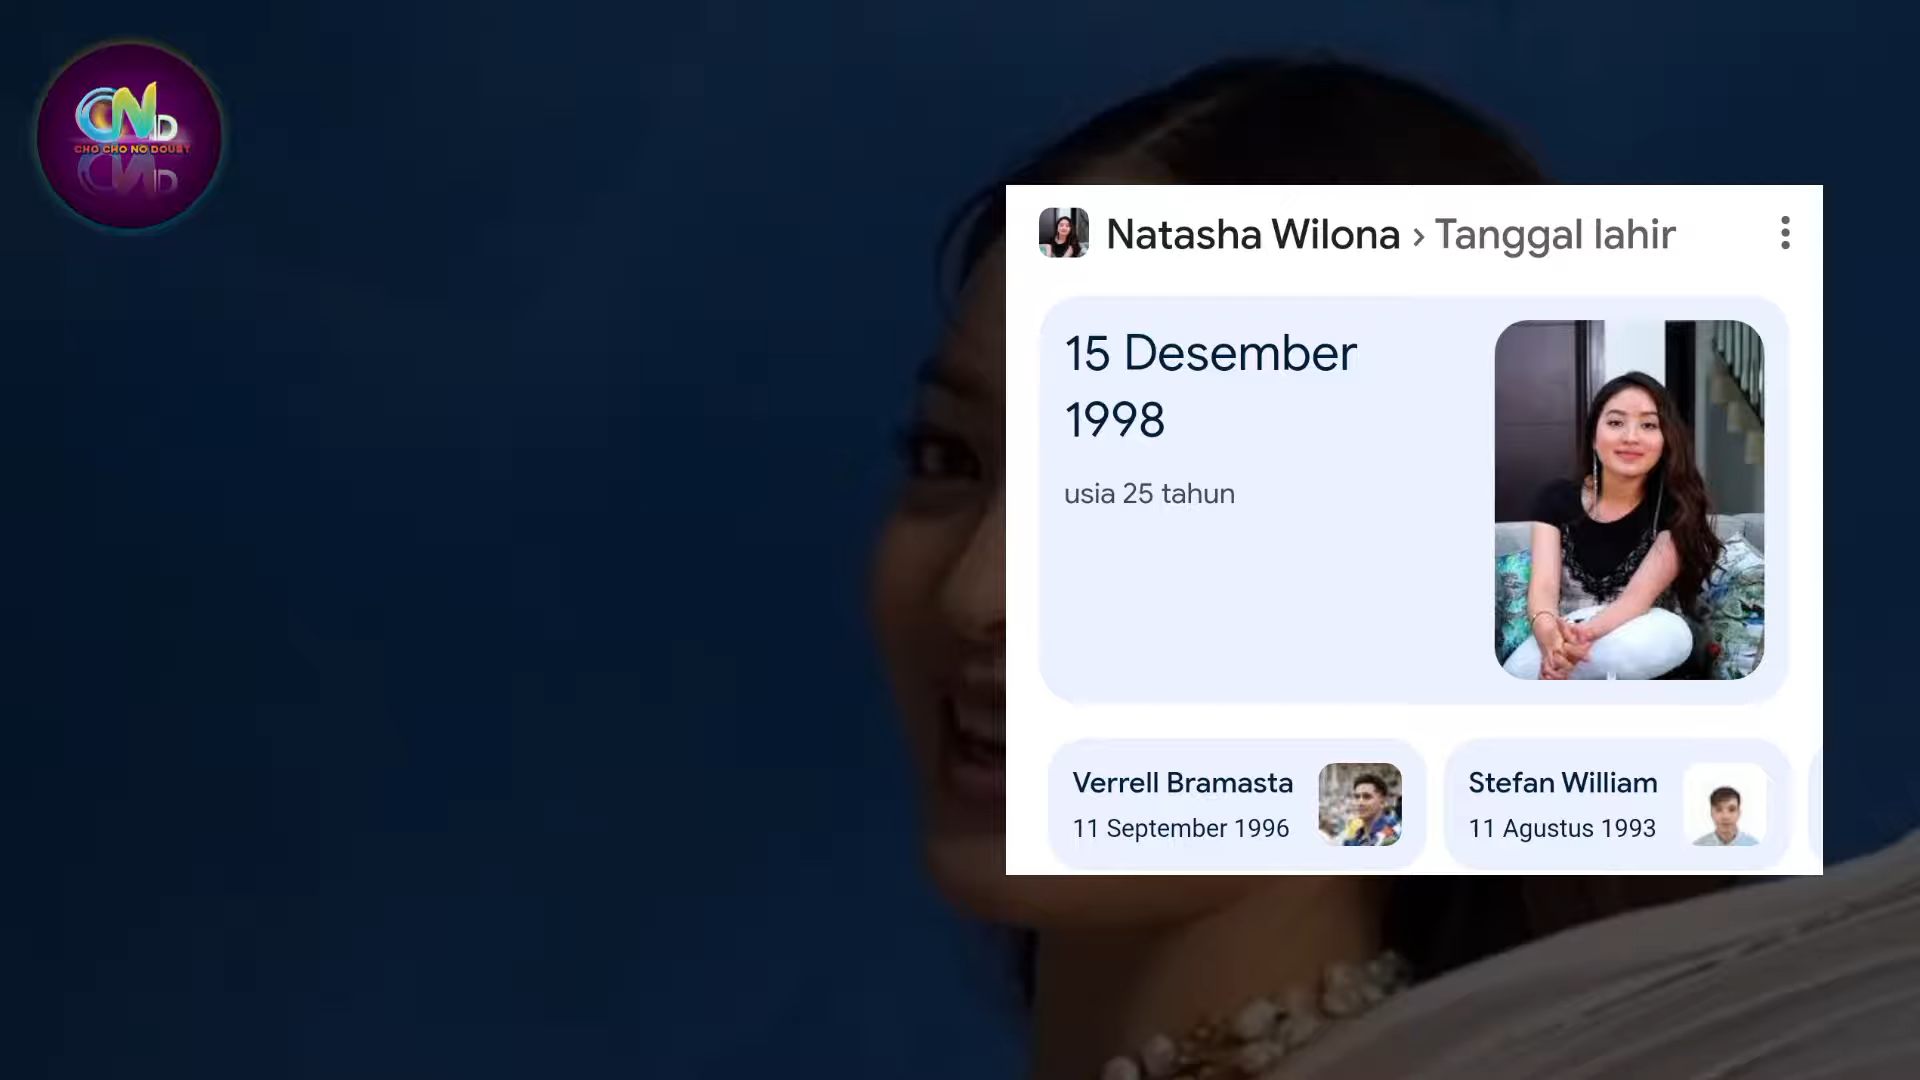 CND
CHO CHO NO DOUBT
Natasha Wilona › Tanggal lahir
15 Desember
1998
usia 25 tahun
Verrell Bramasta
11 September 1996
Stefan William
11 Agustus 1993